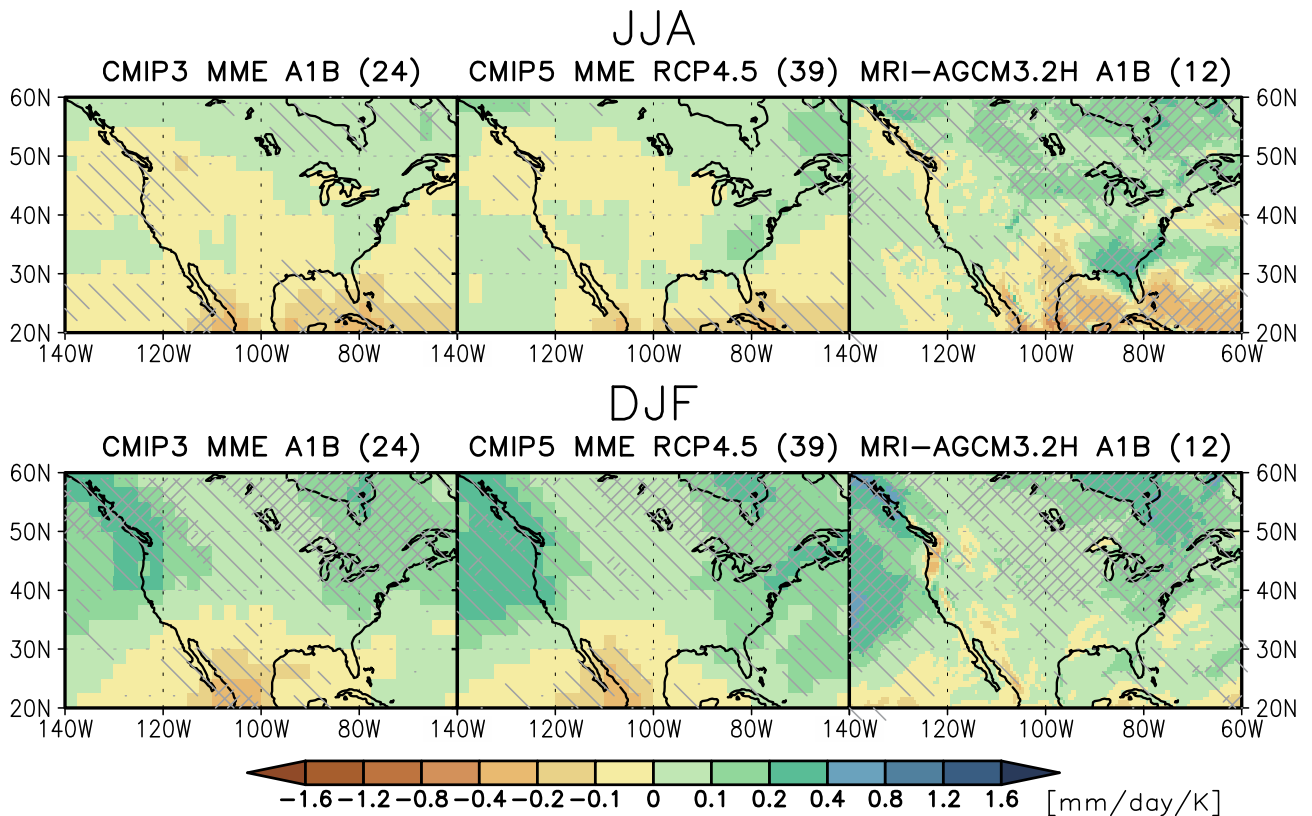 JJA
CMIP3 MME A1B (24) CMIP5 MME RCP4.5 (39) MRI-AGCM3.2H A1B (12)
60N 60N
50N 50N
40N 40N
30N 30N
20N 20N
140W 120W 100W 80W 140W 120W 100W 80W 140W 120W 100W 80W 60W
DJF
CMIP3 MME A1B (24) CMIP5 MME RCP4.5 (39) MRI-AGCM3.2H A1B (12)
60N 60N
50N 50N
40N 40N
30N 30N
20N 20N
140W 120W 100W 80W 140W 120W 100W 80W 140W 120W 100W 80W 60W
-1.6 -1.2 -0.8 -0.4 -0.2 -0.1 0 0.1 0.2 0.4 0.8 1.2 1.6 [mm/day/K]